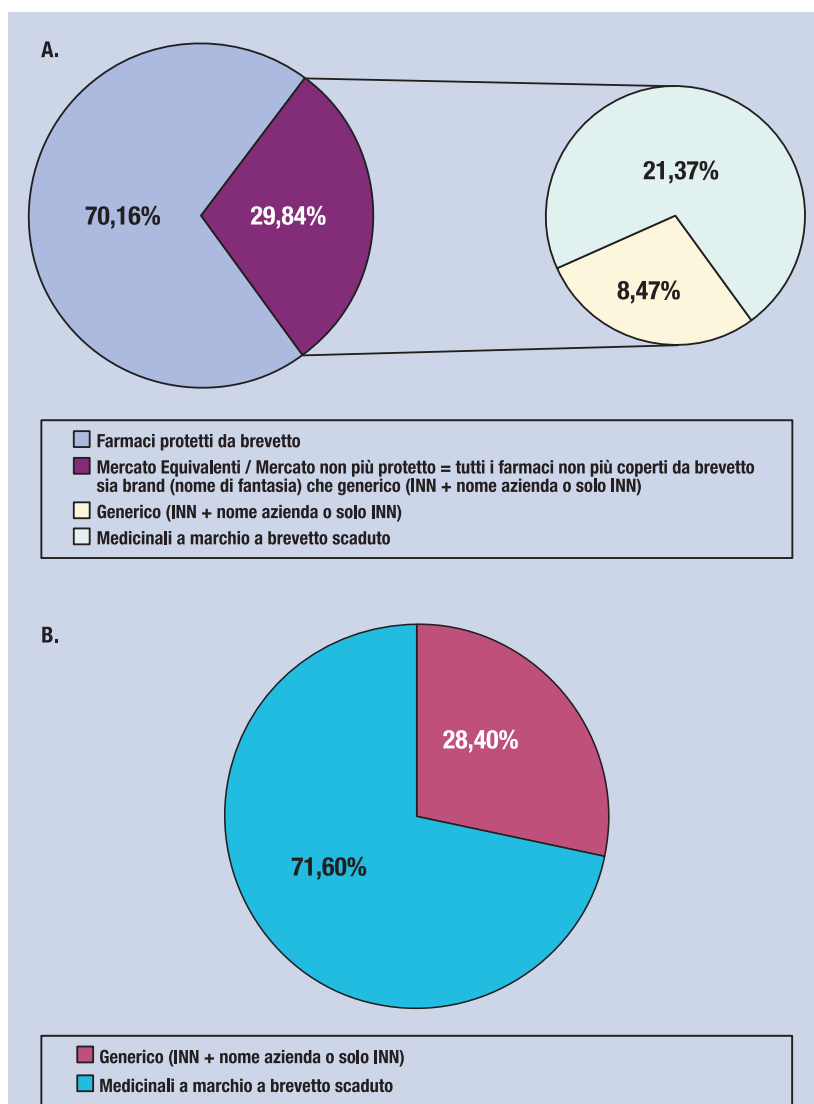 A.
70,16%
29,84%
21,37%
8,47%
Farmaci protetti da brevetto
Mercato Equivalenti / Mercato non più protetto = tutti i farmaci non più coperti da brevetto
sia brand (nome di fantasia) che generico (INN + nome azienda o solo INN)
Generico (INN + nome azienda o solo INN)
Medicinali a marchio a brevetto scaduto
B.
28,40%
71,60%
Generico (INN + nome azienda o solo INN)
Medicinali a marchio a brevetto scaduto